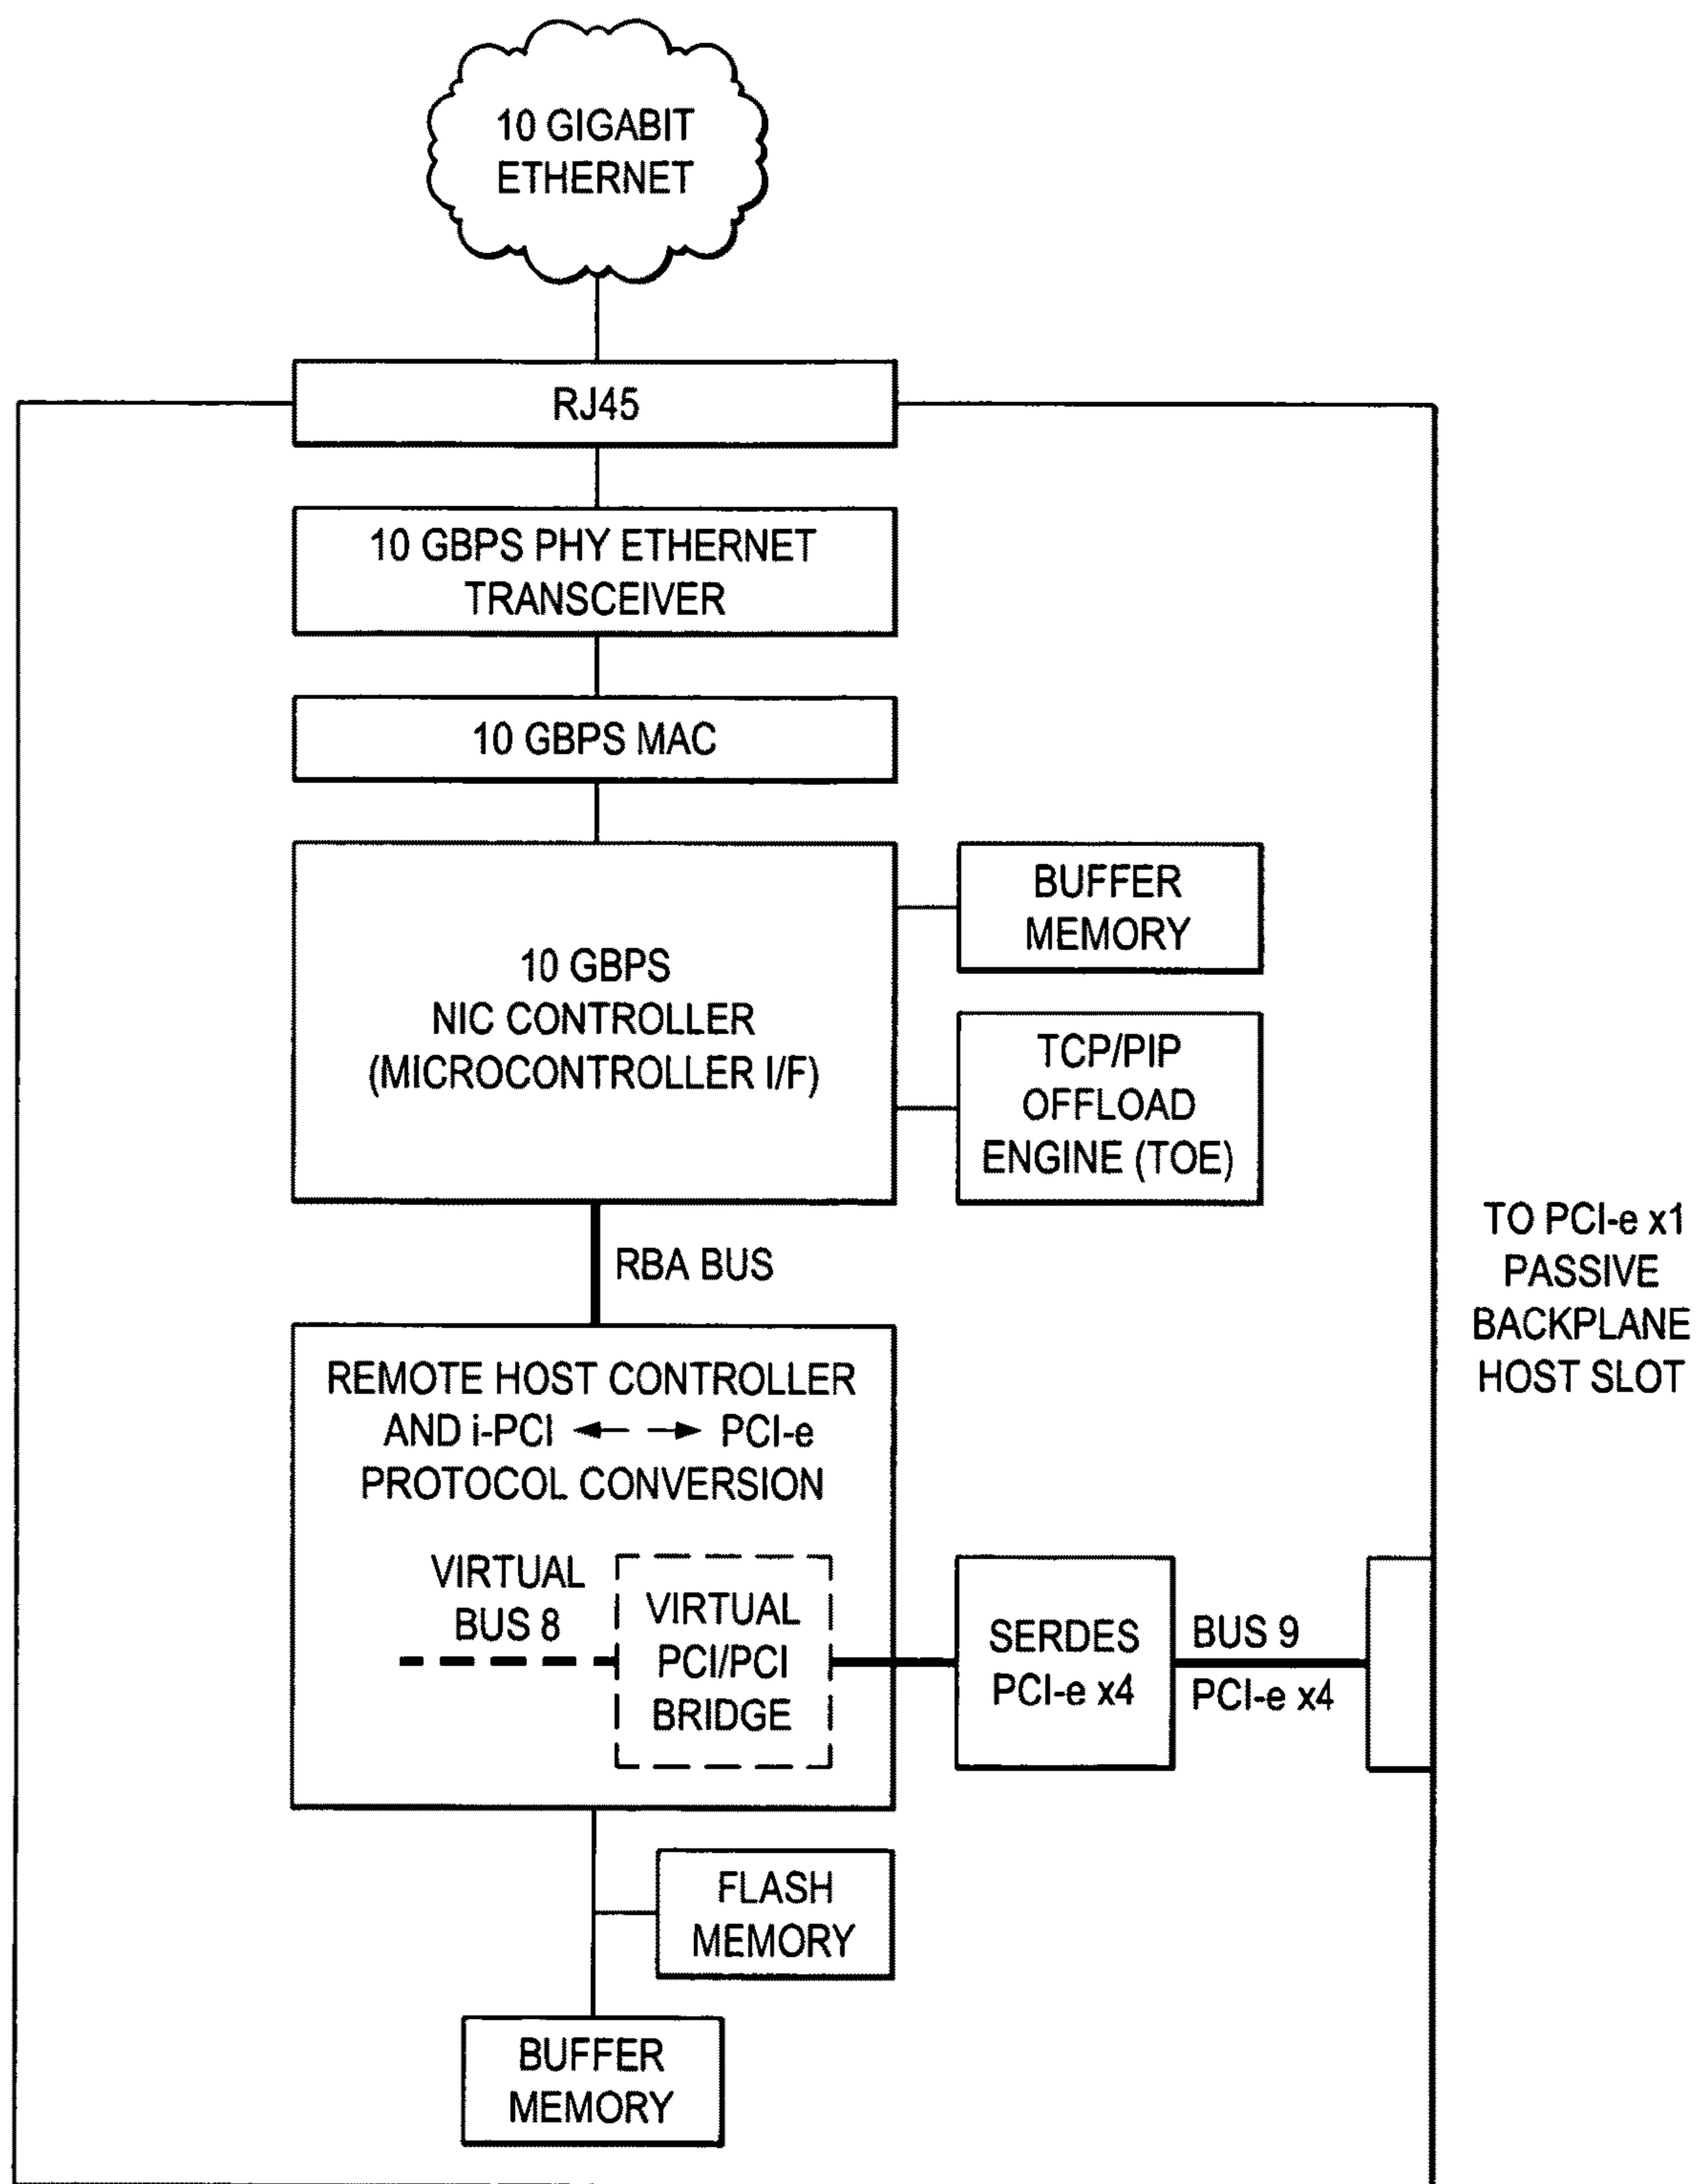 10 GIGABIT
ETHERNET
RJ45
10 GBPS PHY ETHERNET
TRANSCEIVER
10 GBPS MAC
10 GBPS
NIC CONTROLLER
(MICROCONTROLLER I/F)
BUFFER
MEMORY
TCP/PIP
OFFLOAD
ENGINE (TOE)
RBA BUS
TO PCI-e x1
PASSIVE
BACKPLANE
HOST SLOT
REMOTE HOST CONTROLLER
AND i-PCI ◄– –► PCI-e
PROTOCOL CONVERSION
VIRTUAL
BUS 8
VIRTUAL
PCI/PCI
BRIDGE
SERDES
PCI-e x4
BUS 9
PCI-e x4
FLASH
MEMORY
BUFFER
MEMORY